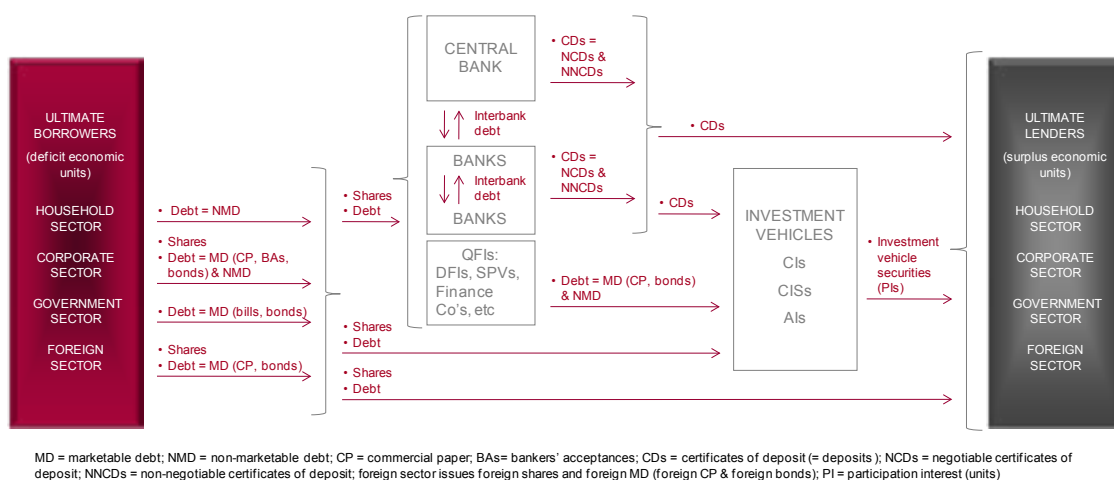 ULTIMATE
BORROWERS
(deficit economic
units)
HOUSEHOLD
SECTOR
CORPORATE
SECTOR
GOVERNMENT
SECTOR
FOREIGN
SECTOR
• Debt = NMD
• Shares
• Debt = MD (CP, BAs,
bonds) & NMD
• Debt = MD (bills, bonds)
• Shares
• Debt = MD (CP, bonds)
• Shares
• Debt
CENTRAL
BANK
Interbank
debt
BANKS
Interbank
debt
BANKS
QFIs:
DFIs, SPVs,
Finance
Co's, etc
• CDs =
NCDs &
NNCDs
• CDs =
NCDs &
NNCDs
• Debt = MD (CP, bonds)
& NMD
• Shares
• Debt
• Shares
• Debt
• CDs
• CDs
INVESTMENT
VEHICLES
CIs
CISs
AIs
• Investment
vehicle
securities
(PIs)
ULTIMATE
LENDERS
(surplus economic
units)
HOUSEHOLD
SECTOR
CORPORATE
SECTOR
GOVERNMENT
SECTOR
FOREIGN
SECTOR
MD = marketable debt; NMD = non-marketable debt; CP = commercial paper; BAs= bankers' acceptances; CDs = certificates of deposit (= deposits ); NCDs = negotiable certificates of
deposit; NNCDs = non-negotiable certificates of deposit; foreign sector issues foreign shares and foreign MD (foreign CP & foreign bonds); PI = participation interest (units)